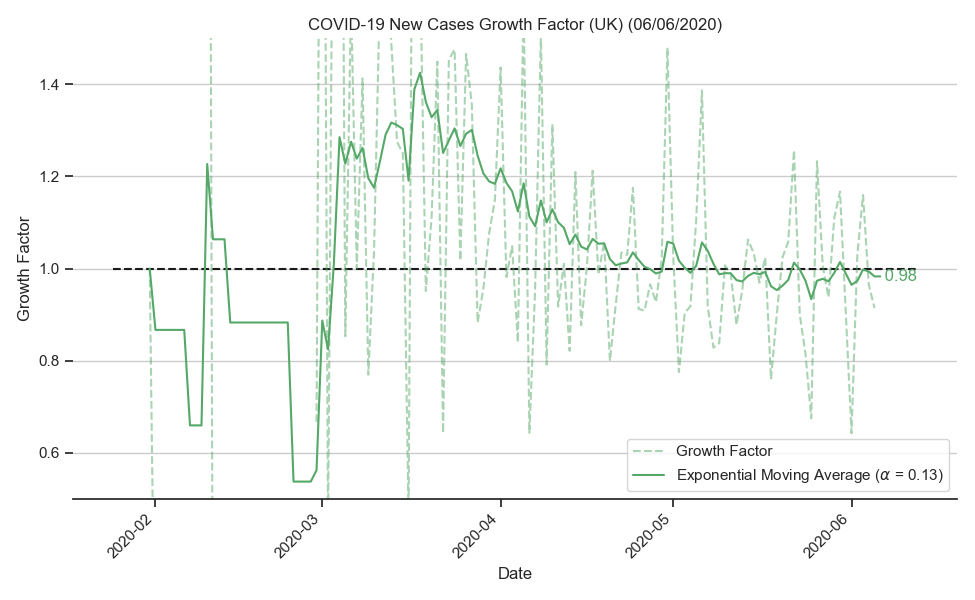 COVID-19 New Cases Growth Factor (UK) (06/06/2020)
Growth Factor
1.4
1.2
1.0
0.8
0.6
0.98
Growth Factor
Exponential Moving Average (α = 0.13)
2020-02
2020-03
2020-04
2020-05
2020-06
Date